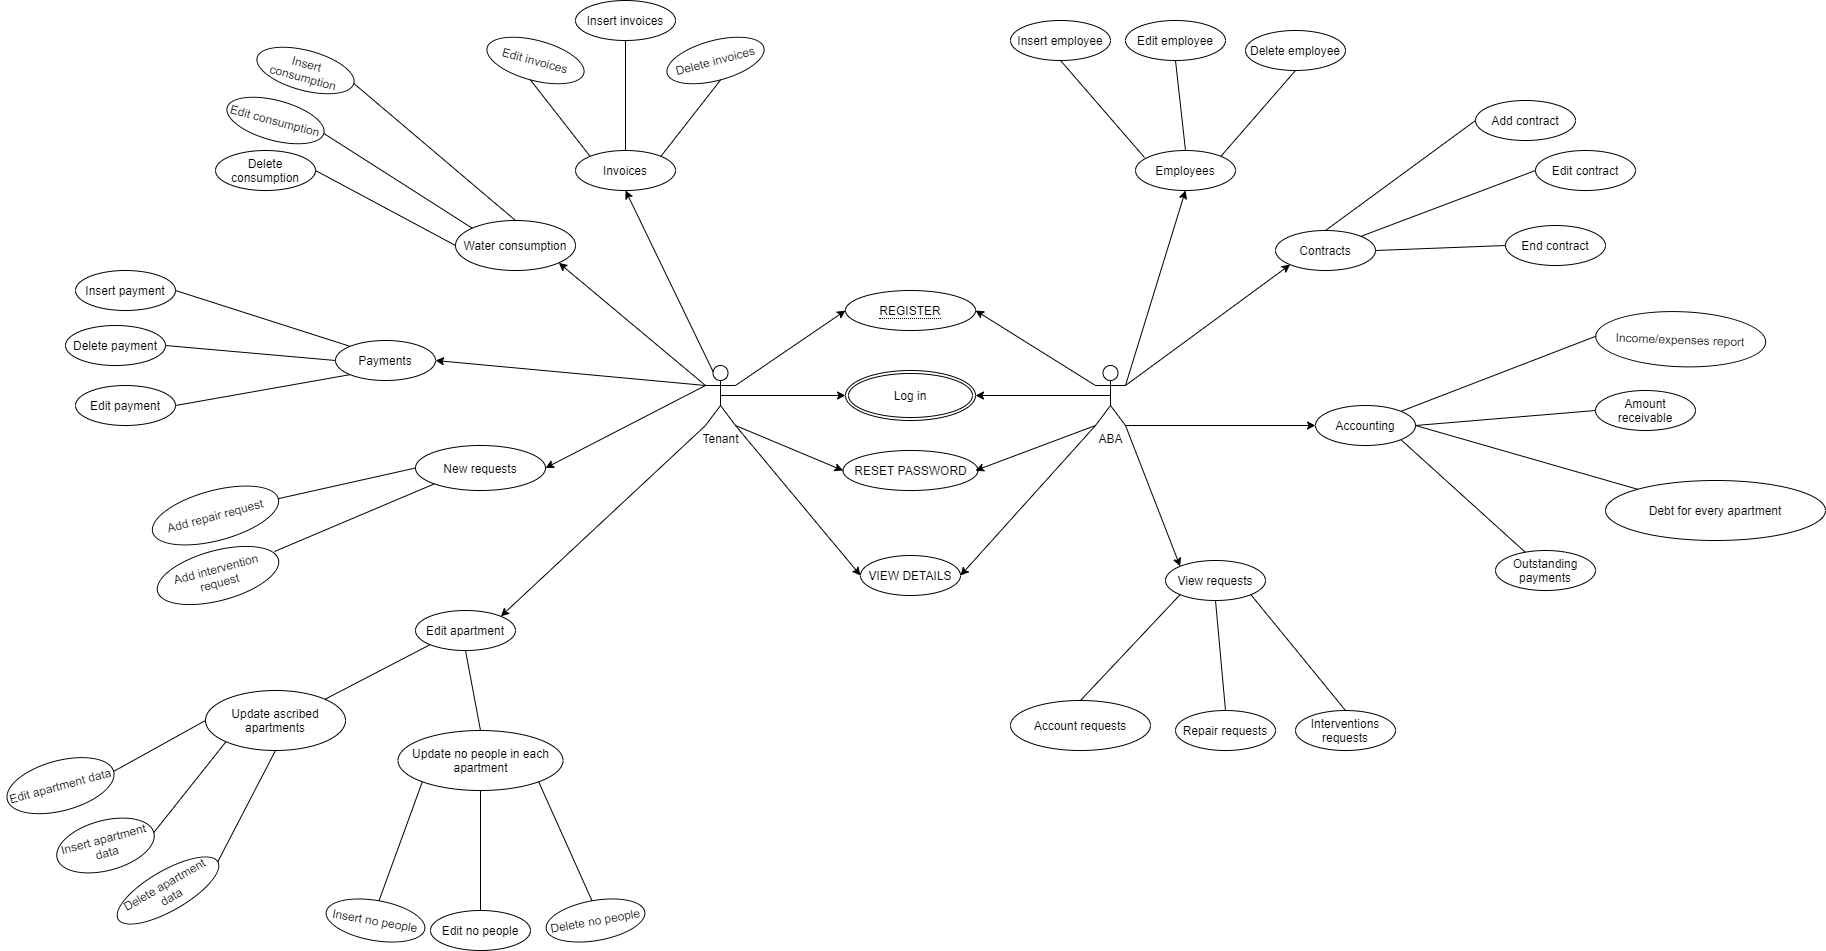 Insert invoices
Edit invoices
Delete invoices
Insert
consumption
Edit consumption
Delete
consumption
Invoices
Water consumption
Insert employee
Edit employee
Delete employee
Employees
Add contract
Edit contract
End contract
Contracts
Insert payment
Delete payment
Edit payment
Payments
REGISTER
Log in
RESET PASSWORD
VIEW DETAILS
Tenant
ABA
Income/expenses report
Amount
receivable
Accounting
Debt for every apartment
Outstanding
payments
New requests
Add repair request
Add intervention
request
View requests
Account requests
Repair requests
Interventions
requests
Edit apartment
Update ascribed
apartments
Update no people in each
apartment
Edit apartment data
Insert apartment
data
Delete apartment
data
Insert no people
Edit no people
Delete no people